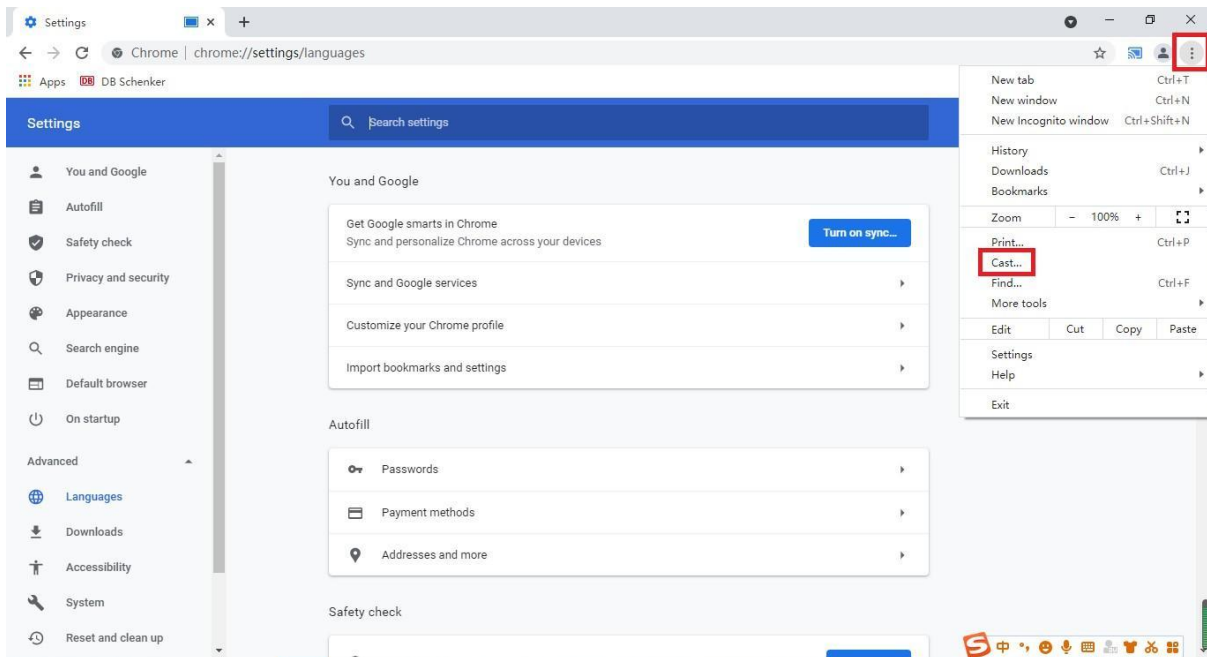 Settings
Chrome | chrome://settings/languages
Apps DB DB Schenker
Settings
Search settings
You and Google
Autofill
Safety check
Privacy and security
Appearance
Search engine
Default browser
On startup
Advanced
Languages
Downloads
Accessibility
System
Reset and clean up
You and Google
Get Google smarts in Chrome
Sync and personalize Chrome across your devices
Turn on sync...
Sync and Google services
Customize your Chrome profile
Import bookmarks and settings
Autofill
Passwords
Payment methods
Addresses and more
Safety check
New tab Ctrl+T
New window Ctrl+N
New Incognito window Ctrl+Shift+N
History
Downloads Ctrl+J
Bookmarks
Zoom - 100% +
Print... Ctrl+P
Cast...
Find... Ctrl+F
More tools
Edit Cut Copy Paste
Settings
Help
Exit
S 中